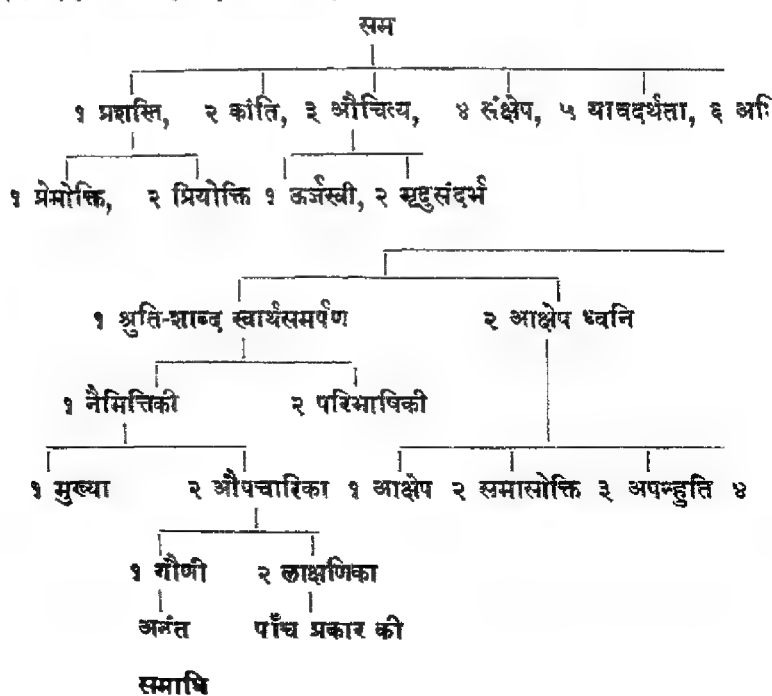 सम
१ प्रशस्ति, २ कांति, ३ औचित्य, ४ संक्षेप, ५ यावदर्थता, ६
१ प्रेमोक्ति, २ प्रियोक्ति १ ऊर्जस्वी, २ मृदुसंदर्भ
१ श्रुति-शाब्द स्वार्थसमर्पण २ आक्षेप ध्वनि
१ नैमित्तिकी २ परिभाषिकी
१ मुख्या २ औपचारिका १ आक्षेप २ समासोक्ति ३ अपन्हुति ४
१ गौणी २ लाक्षणिका
अनंत पाँच प्रकार की
समाधि